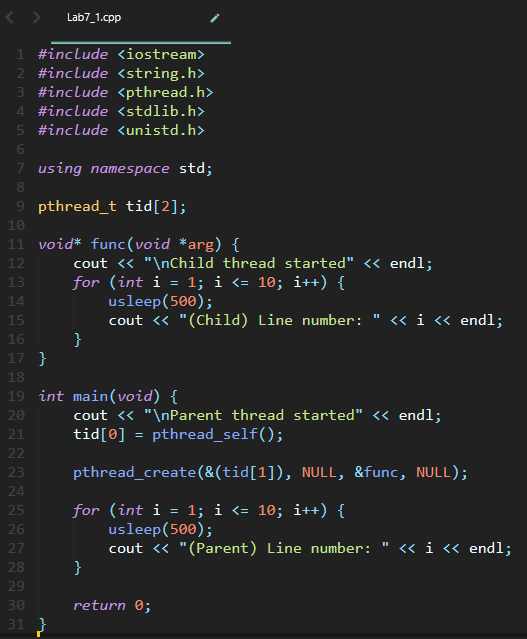 Lab7_1.cpp
1 #include <iostream>
2 #include <string.h>
3 #include <pthread.h>
4 #include <stdlib.h>
5 #include <unistd.h>
6
7 using namespace std;
8
9 pthread_t tid[2];
10
11 void* func(void *arg) {
12     cout << "\nChild thread started" << endl;
13     for (int i = 1; i <= 10; i++) {
14         usleep(500);
15         cout << "(Child) Line number: " << i << endl;
16     }
17 }
18
19 int main(void) {
20     cout << "\nParent thread started" << endl;
21     tid[0] = pthread_self();
22
23     pthread_create(&(tid[1]), NULL, &func, NULL);
24
25     for (int i = 1; i <= 10; i++) {
26         usleep(500);
27         cout << "(Parent) Line number: " << i << endl;
28     }
29
30     return 0;
31 }